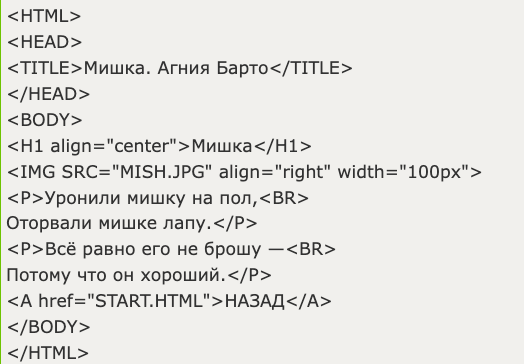 <HTML>
<HEAD>
<TITLE>Мишка. Агния Барто</TITLE>
</HEAD>
<BODY>
<H1 align="center">Мишка</H1>
<IMG SRC="MISH.JPG" align="right" width="100px">
<P>Уронили мишку на пол,<BR>
Оторвали мишке лапу.</P>
<P>Всё равно его не брошу —<BR>
Потому что он хороший.</P>
<A href="START.HTML">НАЗАД</A>
</BODY>
</HTML>